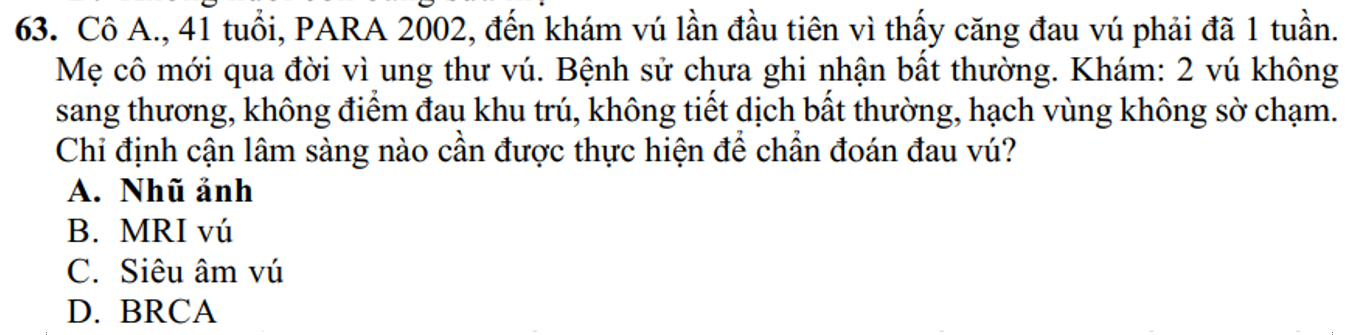 63. Cô A., 41 tuổi, PARA 2002, đến khám vú lần đầu tiên vì thấy căng đau vú phải đã 1 tuần.
Mẹ cô mới qua đời vì ung thư vú. Bệnh sử chưa ghi nhận bất thường. Khám: 2 vú không
sang thương, không điểm đau khu trú, không tiết dịch bất thường, hạch vùng không sờ chạm.
Chỉ định cận lâm sàng nào cần được thực hiện để chẩn đoán đau vú?
A. Nhũ ảnh
B. MRI vú
C. Siêu âm vú
D. BRCA